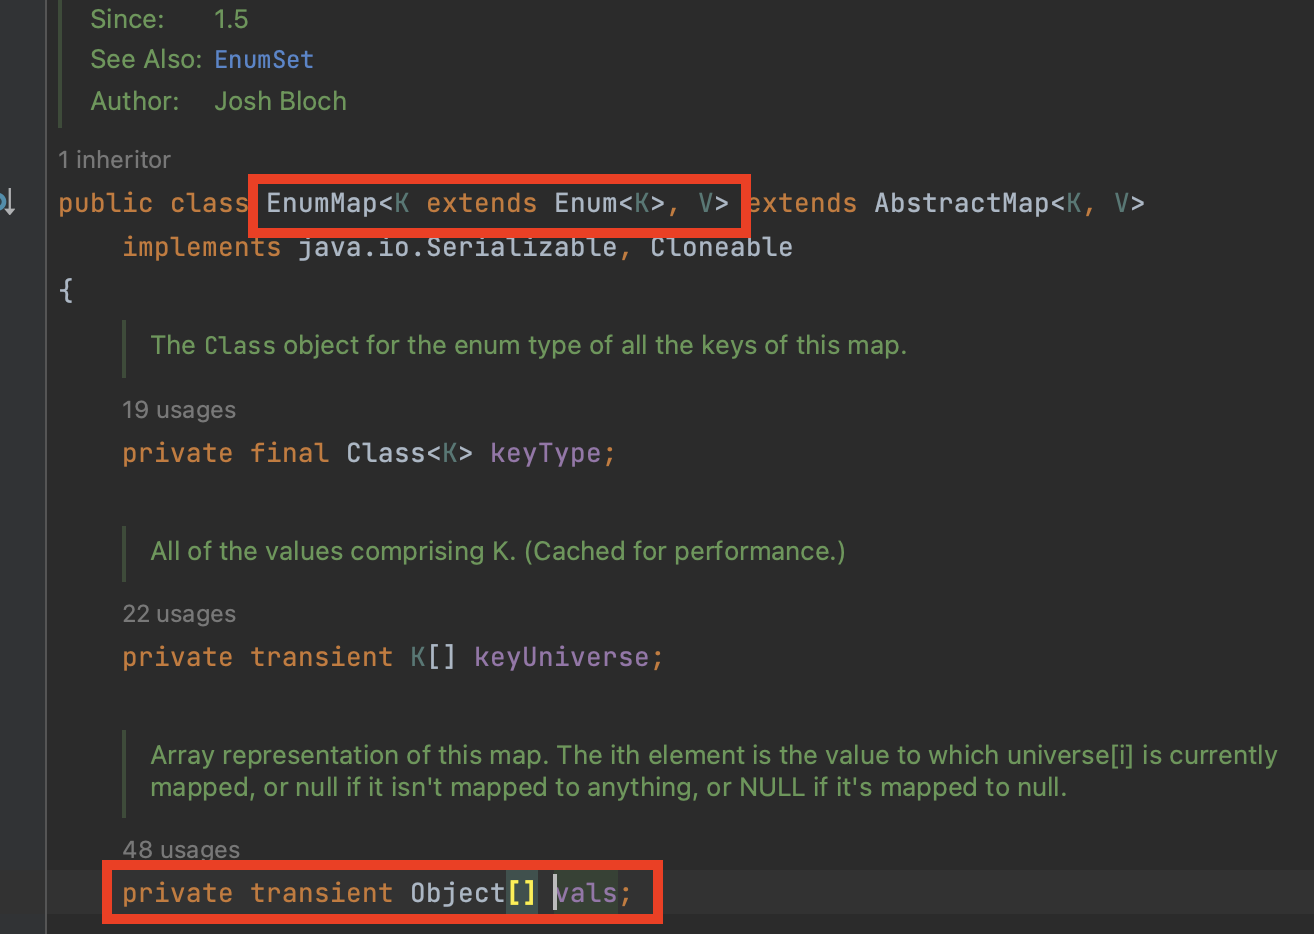 Since: 1.5
See Also: EnumSet
Author: Josh Bloch
1 inheritor
public class EnumMap<K extends Enum<K>, V> extends AbstractMap<K, V>
implements java.io.Serializable, Cloneable
{
The Class object for the enum type of all the keys of this map.
19 usages
private final Class<K> keyType;
All of the values comprising K. (Cached for performance.)
22 usages
private transient K[] keyUniverse;
Array representation of this map. The ith element is the value to which universe[i] is currently
mapped, or null if it isn't mapped to anything, or NULL if it's mapped to null.
48 usages
private transient Object[] vals;